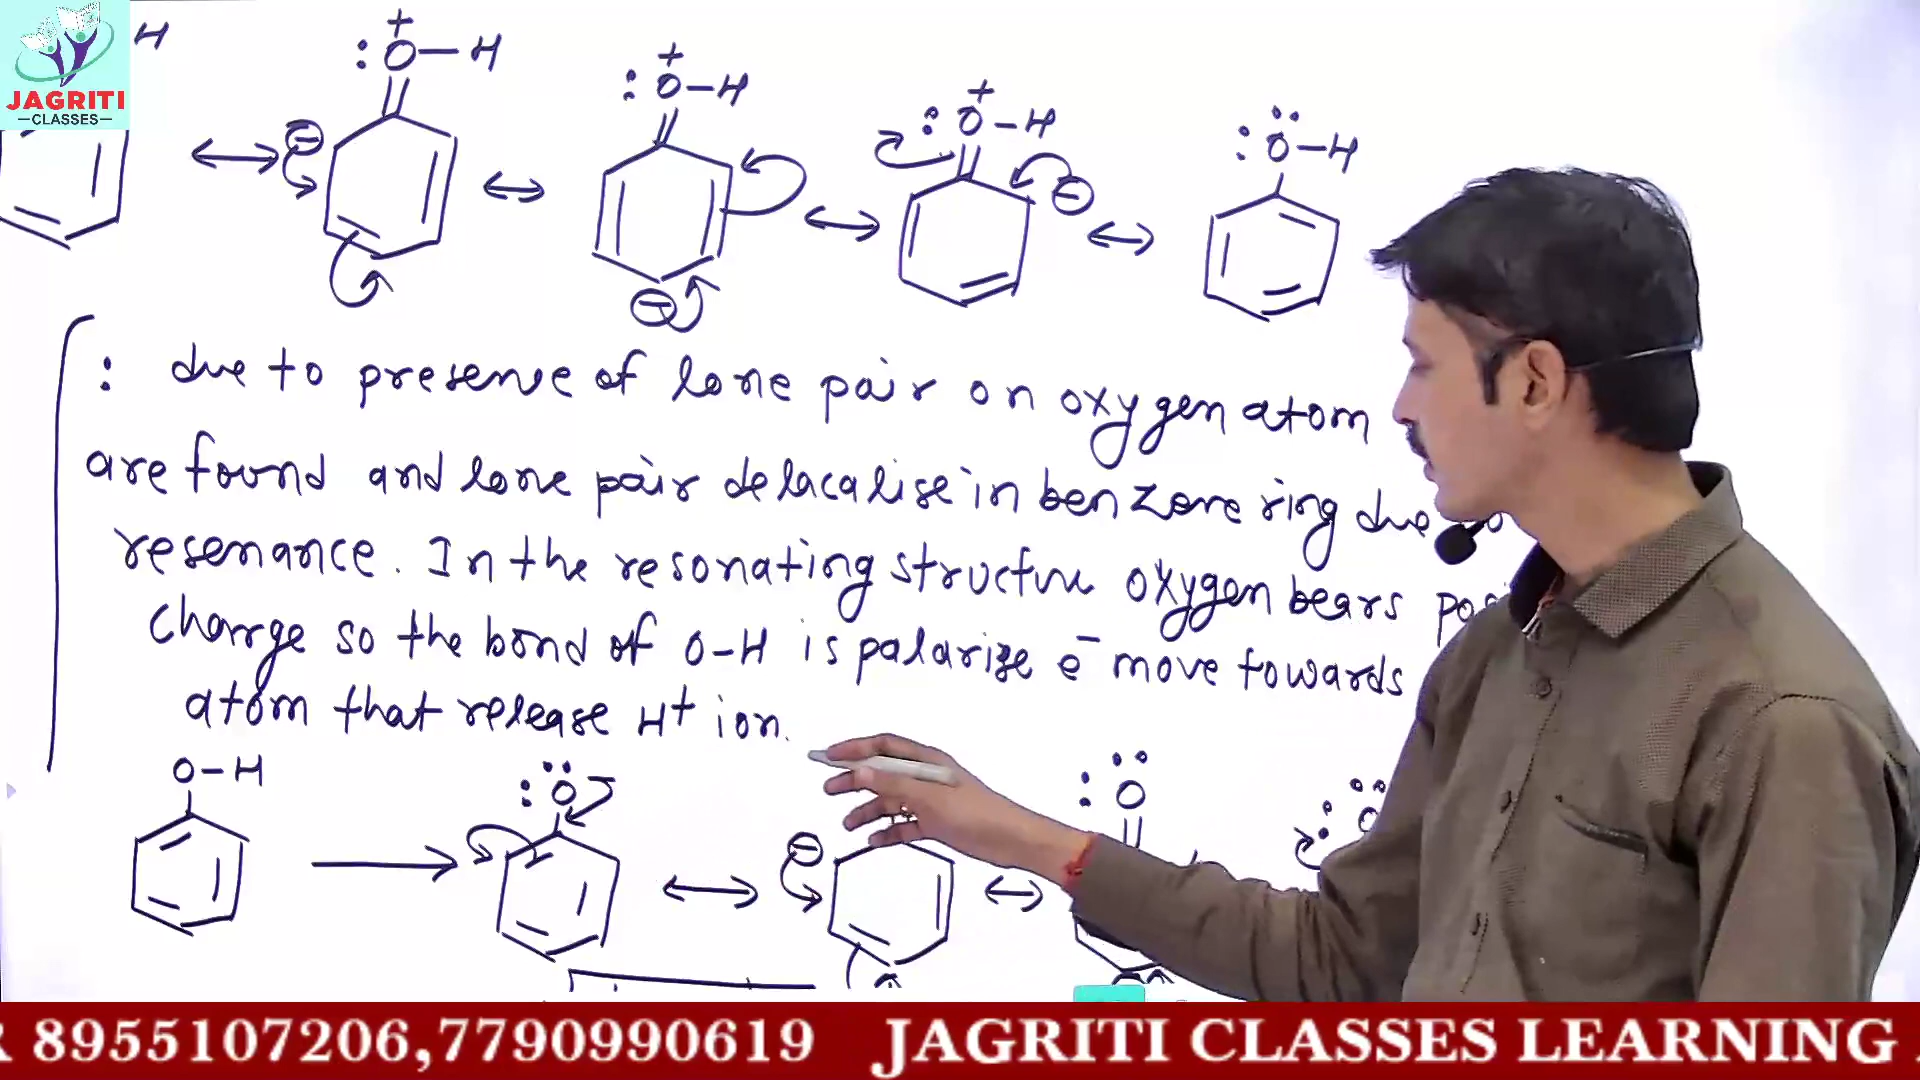 JAGRITI
—CLASSES—
H
+
: O – H
+
: O – H
+
: O – H
: O – H
: due to presense of lone pair on oxygen atom
are found and lone pair delacalise in benzene ring due
resenance. In the resonating structure oxygen bears
charge so the bond of O–H is palarize e⁻ move towards
atom that release H⁺ ion.
O–H
: O
: O
8955107206,7790990619 JAGRITI CLASSES LEARNING